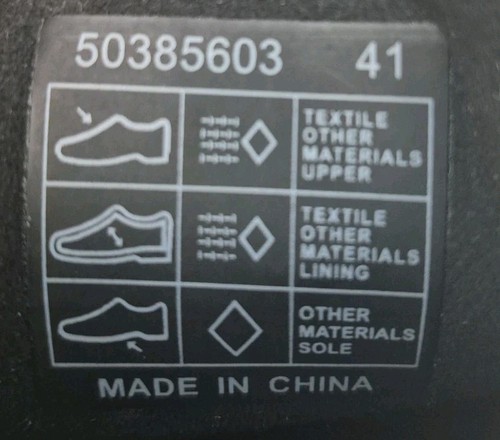 50385603 41
TEXTILE
OTHER
MATERIALS
UPPER
TEXTILE
OTHER
MATERIALS
LINING
OTHER
MATERIALS
SOLE
MADE IN CHINA